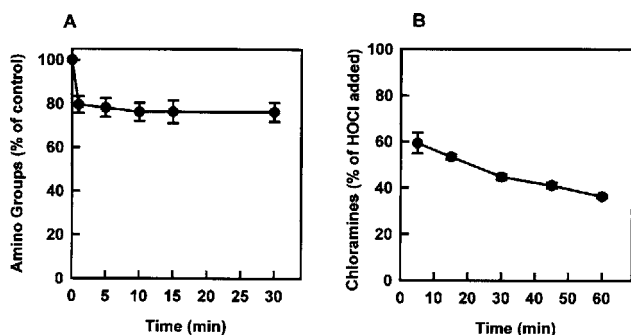 A
Amino Groups (% of control)
100
80
60
40
20
0
0 5 10 15 20 25 30
Time (min)
B
Chloramines (% of HOCl added)
100
80
60
40
20
0
0 10 20 30 40 50 60
Time (min)